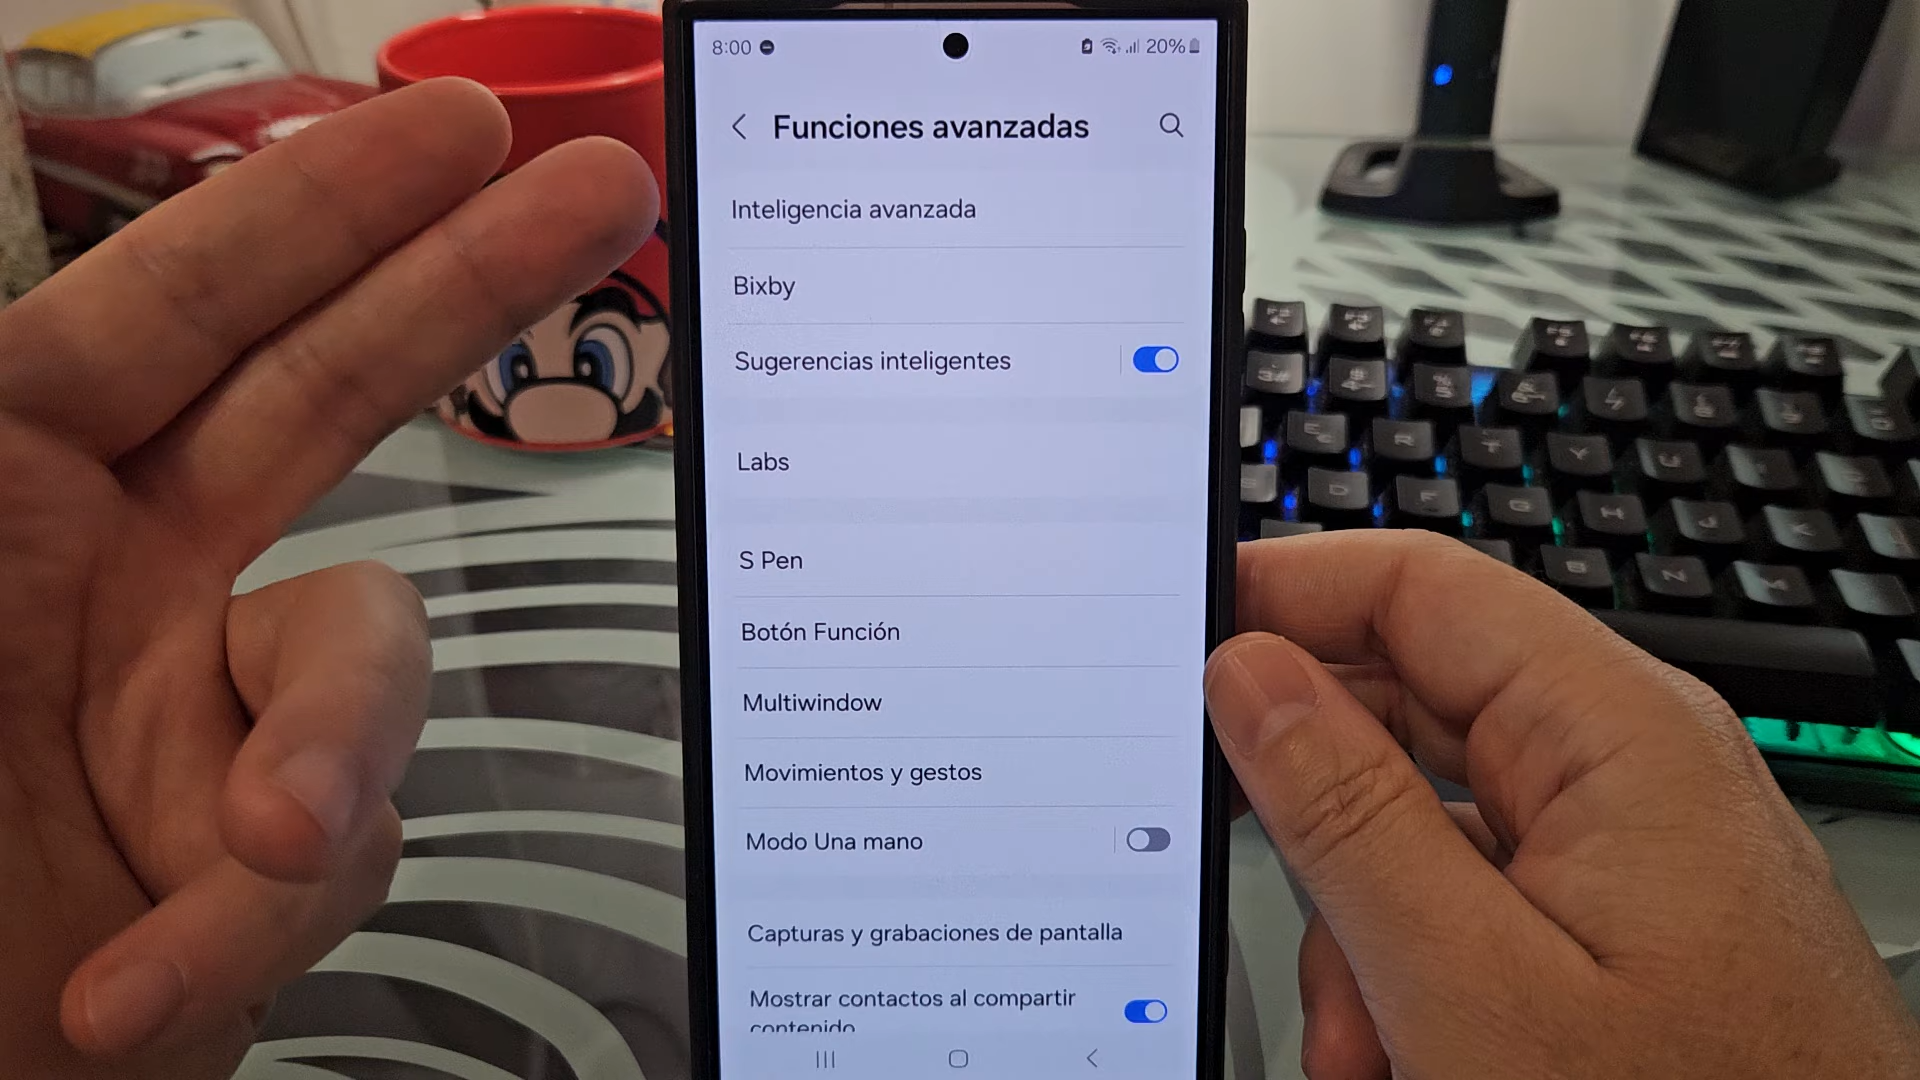 8:00
20%
Funciones avanzadas
Inteligencia avanzada
Bixby
Sugerencias inteligentes
Labs
S Pen
Botón Función
Multiwindow
Movimientos y gestos
Modo Una mano
Capturas y grabaciones de pantalla
Mostrar contactos al compartir
contenido
R T Y U
D F G H J K
B N M